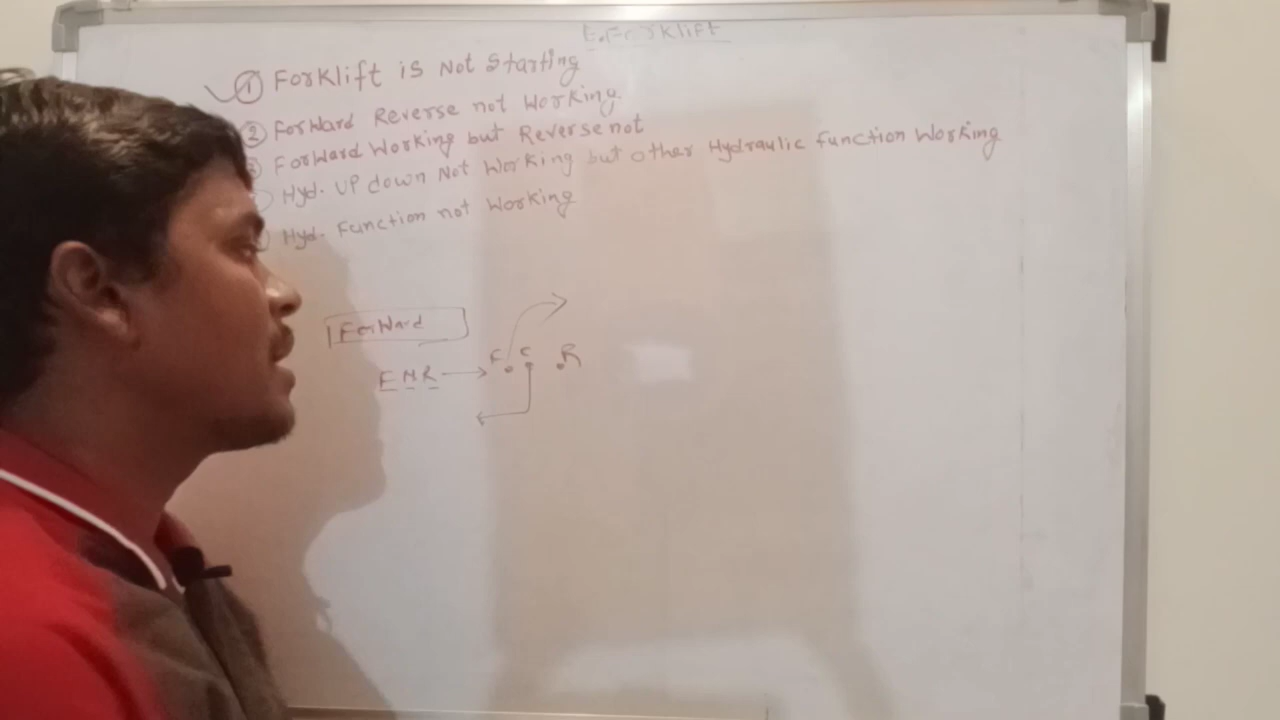 E.Forklift
① Forklift is Not Starting
② Forward Reverse not Working
③ Forward Working but Reverse not
Hyd. UP down Not Working but other Hydraulic function Working
Hyd. Function not Working
Forward
F N R
F C R